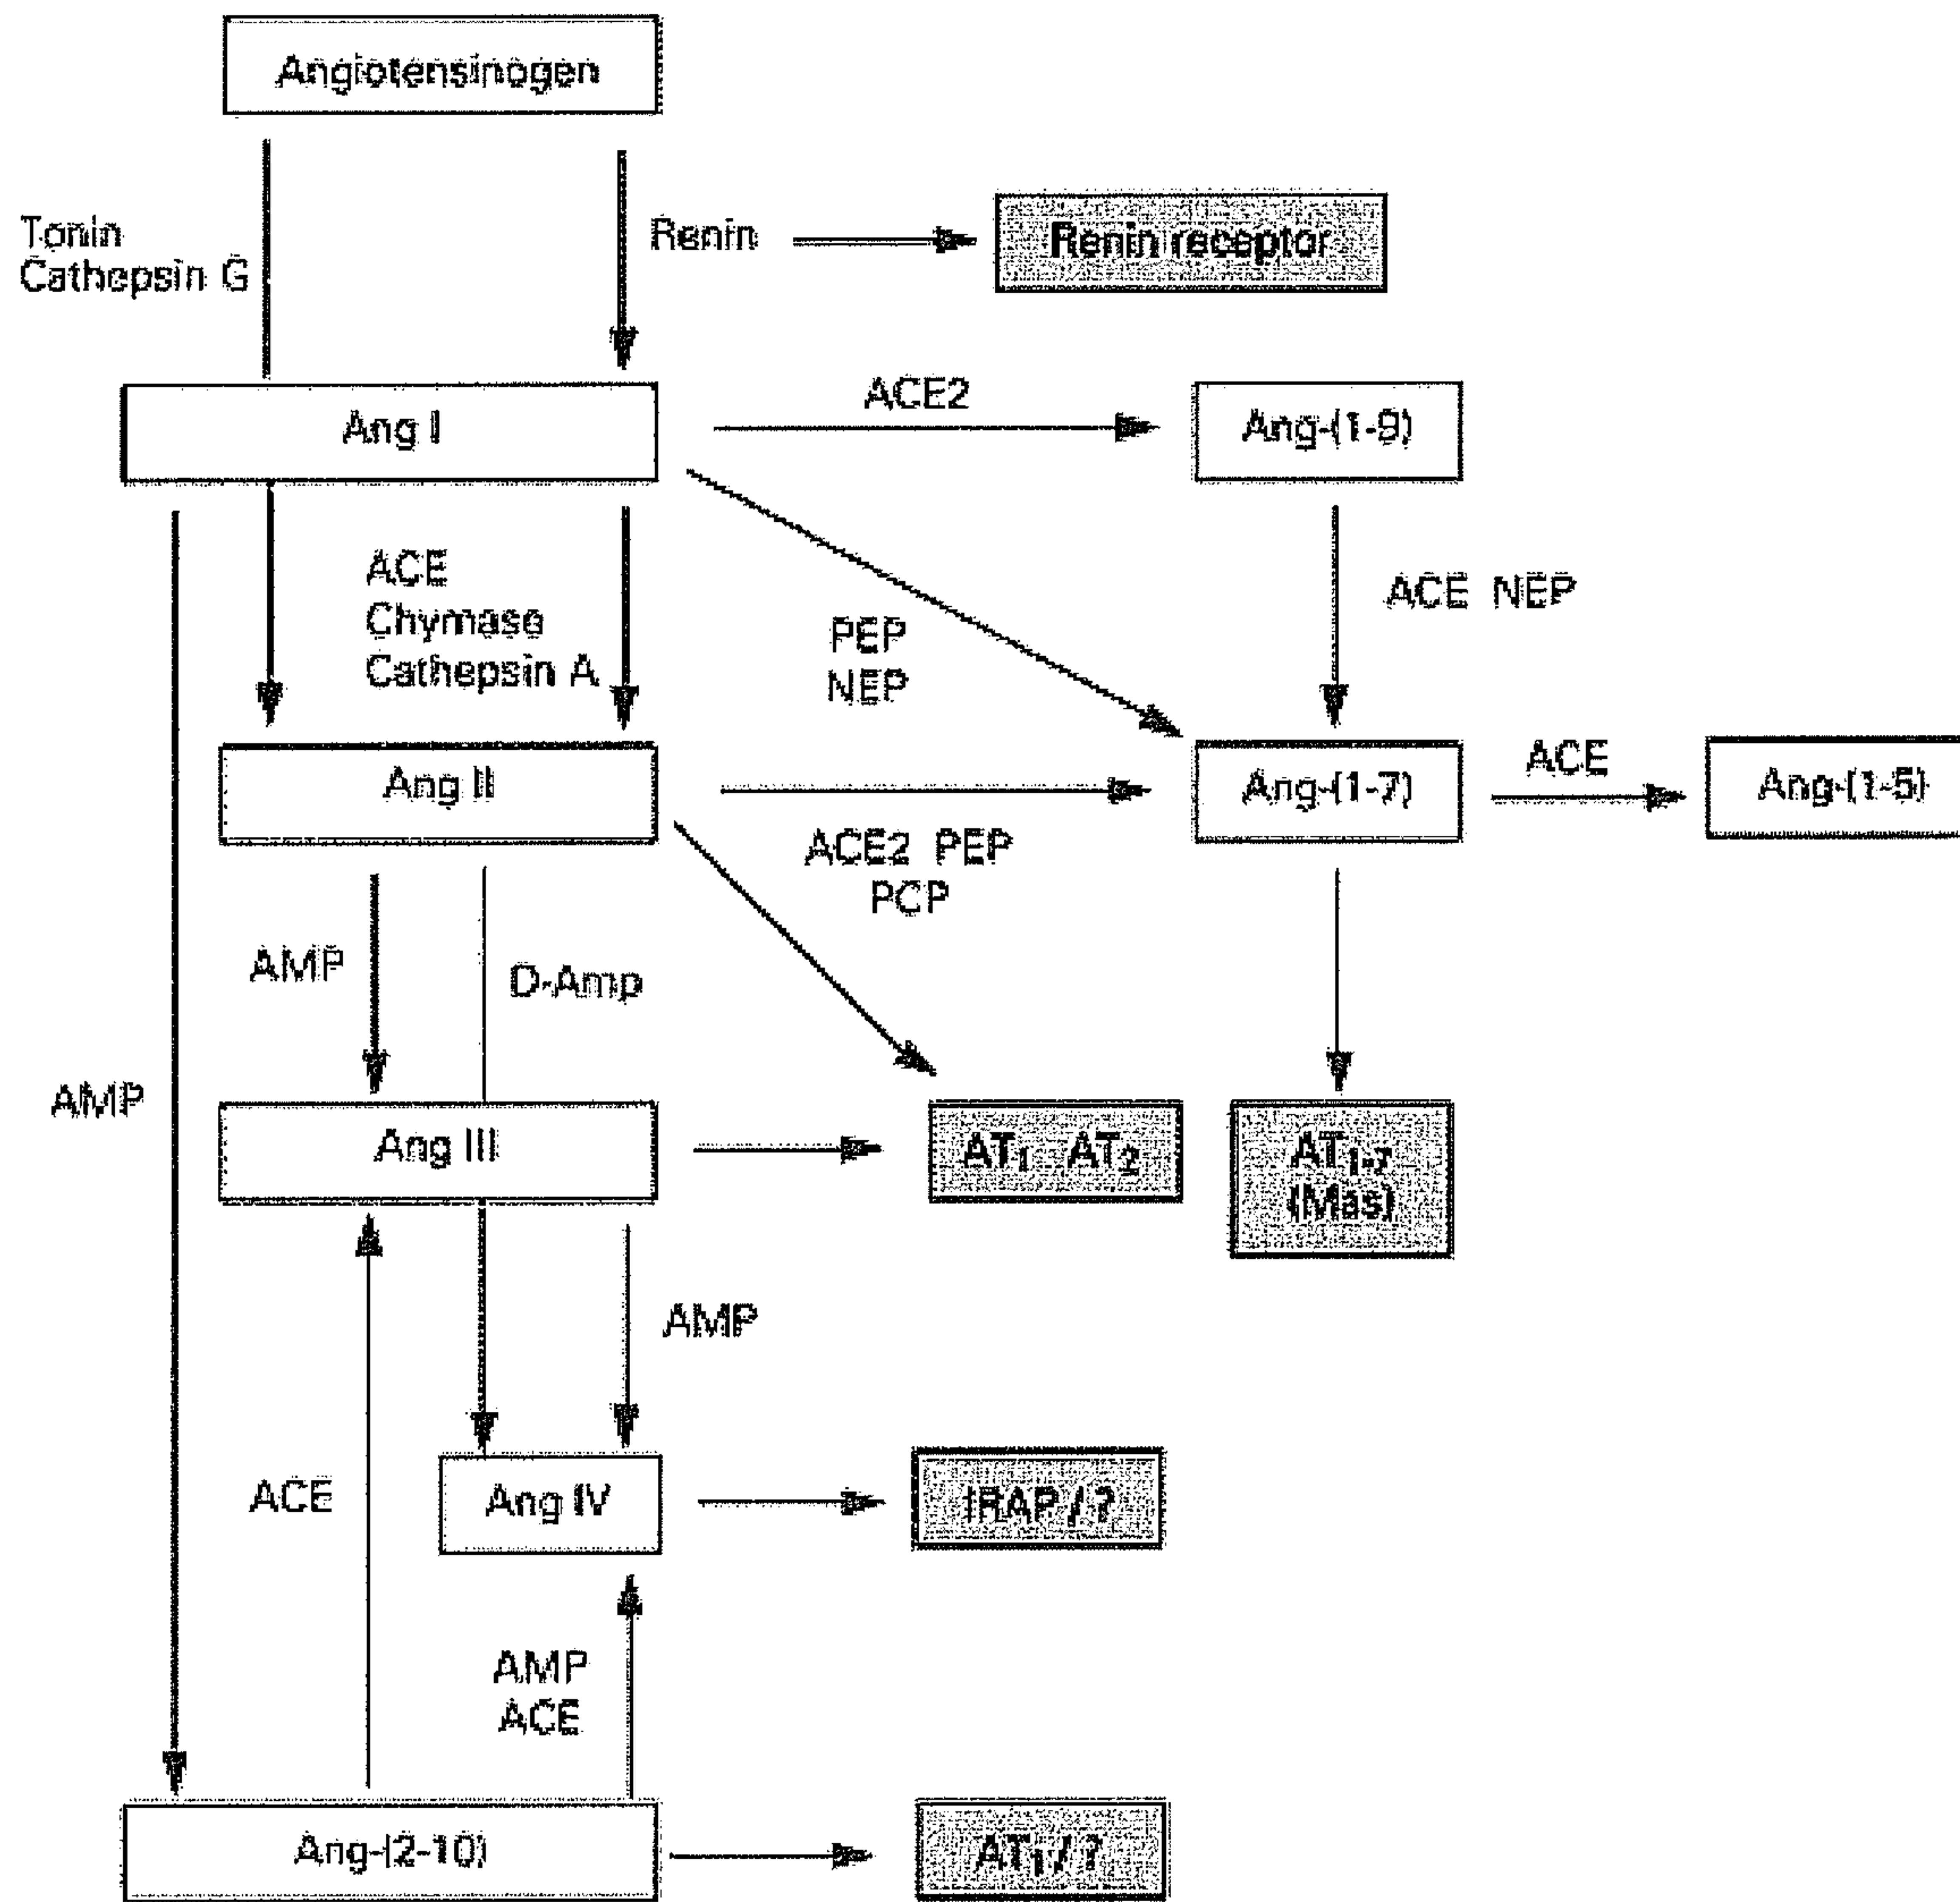 Angiotensinogen
Tonin
Cathepsin G
Renin
Renin receptor
Ang I
ACE2
Ang-(1-9)
ACE
Chymase
Cathepsin A
PEP
NEP
ACE NEP
Ang II
ACE2 PEP
PCP
Ang-(1-7)
ACE
Ang-(1-5)
AMP
D-Amp
AMP
Ang III
AT₁ AT₂
AT₁₋₇
(Mas)
AMP
ACE
Ang IV
IRAP / ?
AMP
ACE
Ang-(2-10)
AT₁ / ?